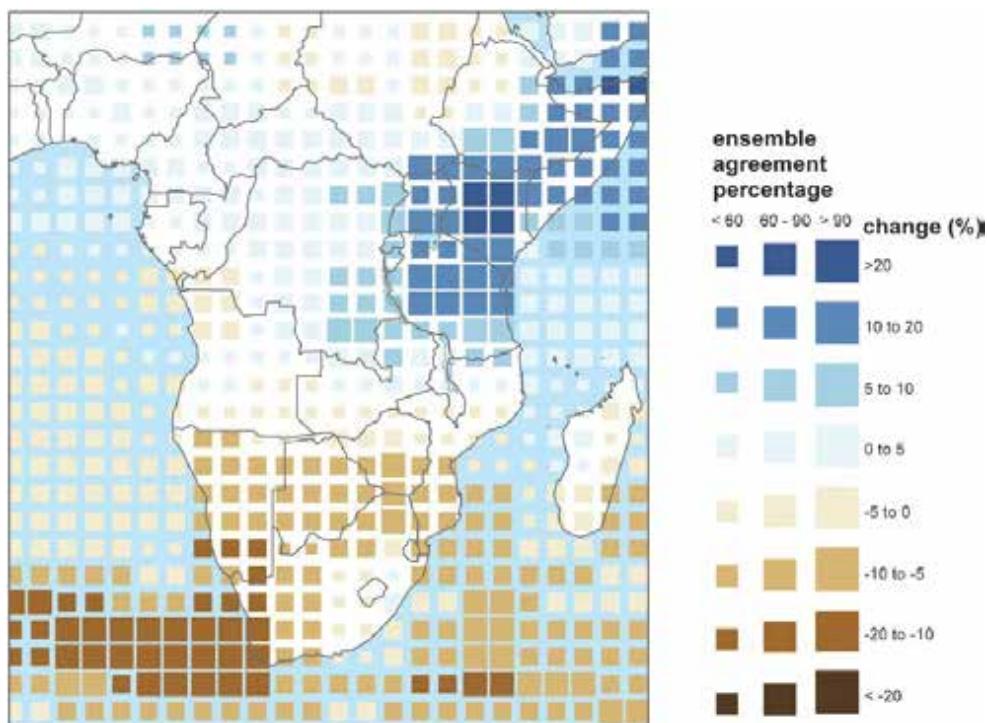 ensemble
agreement
percentage
< 60 60 - 90 > 90 change (%)
>20
10 to 20
5 to 10
0 to 5
-5 to 0
-10 to -5
-20 to -10
< -20